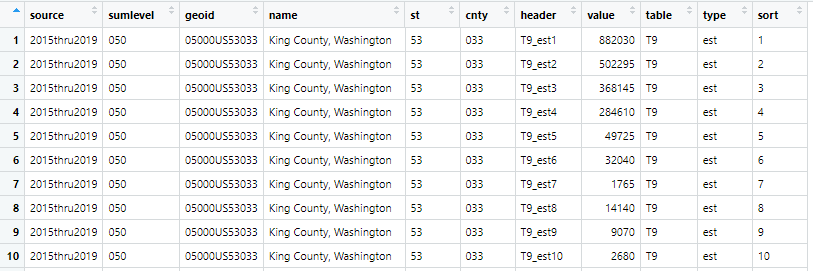 source sumlevel geoid name st cnty header value table type sort
1 2015thru2019 050 05000US53033 King County, Washington 53 033 T9_est1 882030 T9 est 1
2 2015thru2019 050 05000US53033 King County, Washington 53 033 T9_est2 502295 T9 est 2
3 2015thru2019 050 05000US53033 King County, Washington 53 033 T9_est3 368145 T9 est 3
4 2015thru2019 050 05000US53033 King County, Washington 53 033 T9_est4 284610 T9 est 4
5 2015thru2019 050 05000US53033 King County, Washington 53 033 T9_est5 49725 T9 est 5
6 2015thru2019 050 05000US53033 King County, Washington 53 033 T9_est6 32040 T9 est 6
7 2015thru2019 050 05000US53033 King County, Washington 53 033 T9_est7 1765 T9 est 7
8 2015thru2019 050 05000US53033 King County, Washington 53 033 T9_est8 14140 T9 est 8
9 2015thru2019 050 05000US53033 King County, Washington 53 033 T9_est9 9070 T9 est 9
10 2015thru2019 050 05000US53033 King County, Washington 53 033 T9_est10 2680 T9 est 10